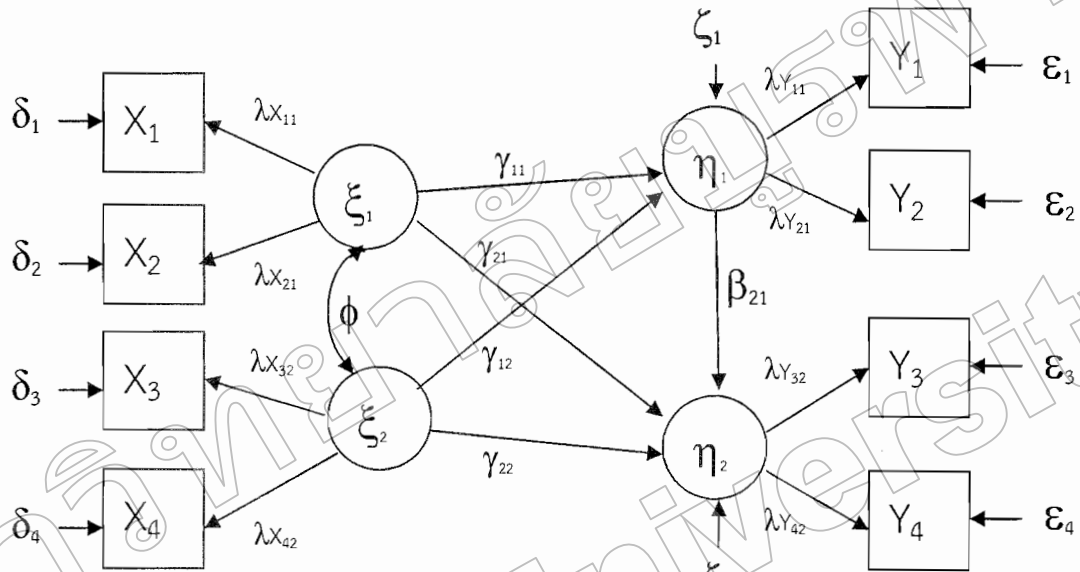 ζ₁
δ₁ X₁ λX₁₁ ξ₁ γ₁₁ η₁ λY₁₁ Y₁ ε₁
δ₂ X₂ λX₂₁ γ₂₁ λY₂₁ Y₂ ε₂
ϕ β₂₁
δ₃ X₃ λX₃₂ γ₁₂ λY₃₂ Y₃ ε₃
ξ₂ γ₂₂ η₂
δ₄ X₄ λX₄₂ λY₄₂ Y₄ ε₄